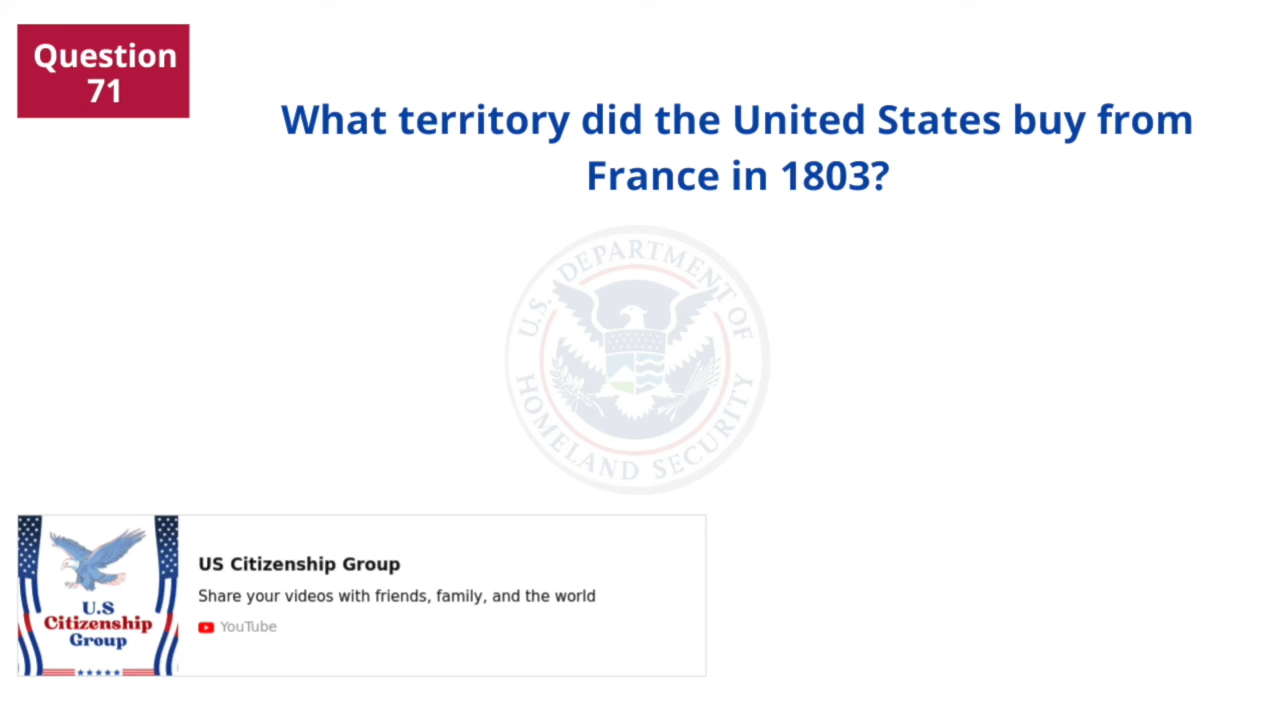 Question
71
What territory did the United States buy from
France in 1803?
U.S. DEPARTMENT OF
HOMELAND SECURITY
U.S
Citizenship
Group
US Citizenship Group
Share your videos with friends, family, and the world
YouTube